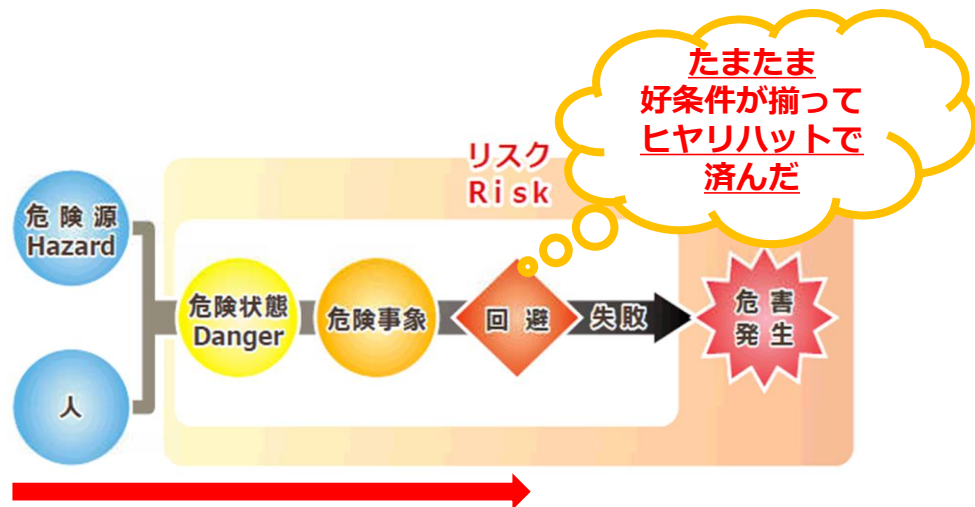 たまたま
好条件が揃って
ヒヤリハットで
済んだ
リスク
Risk
危険源
Hazard
人
危険状態
Danger
危険事象
回避
失敗
危害
発生